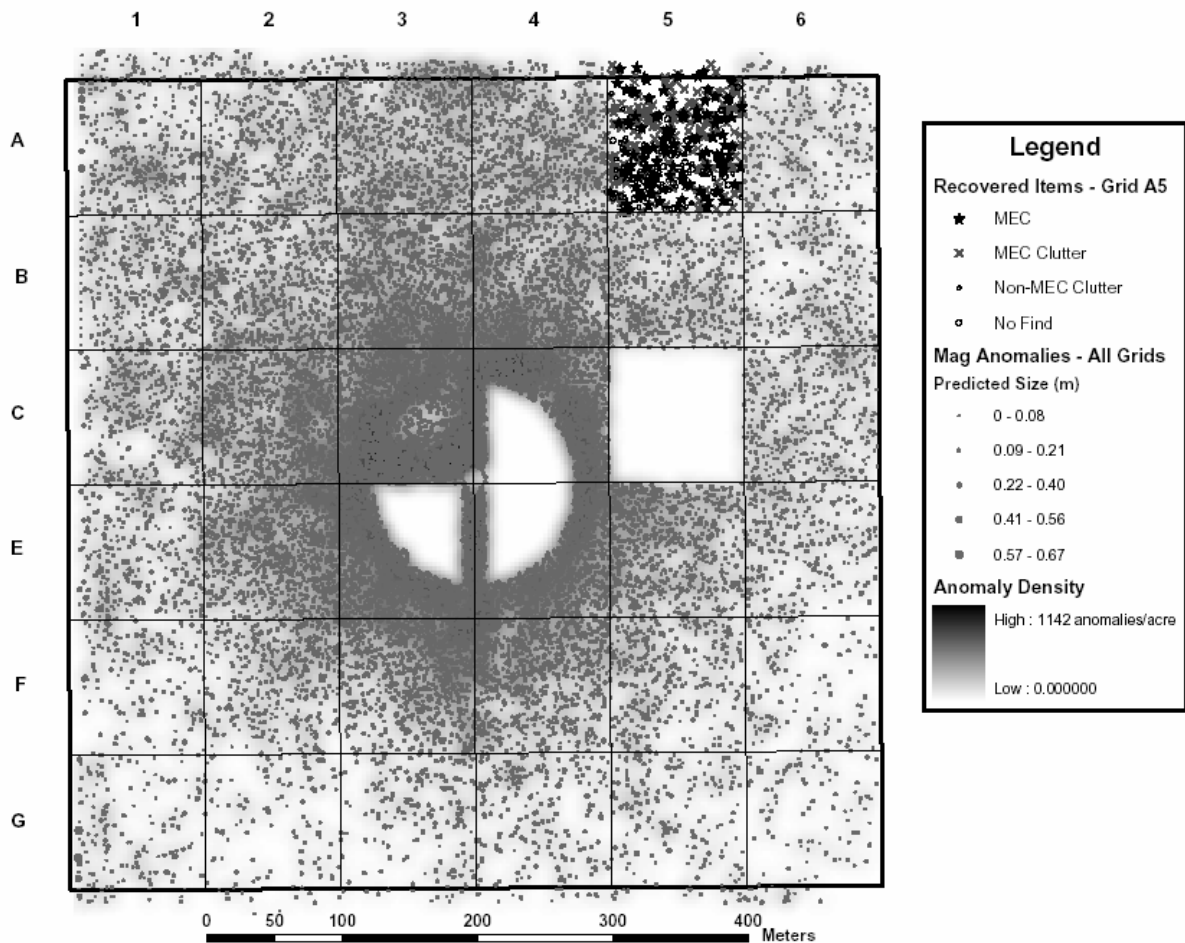 1 2 3 4 5 6
A
B
C
E
F
G
Legend
Recovered Items - Grid A5
MEC
MEC Clutter
Non-MEC Clutter
No Find
Mag Anomalies - All Grids
Predicted Size (m)
0 - 0.08
0.09 - 0.21
0.22 - 0.40
0.41 - 0.56
0.57 - 0.67
Anomaly Density
High : 1142 anomalies/acre
Low : 0.000000
0 50 100 200 300 400
Meters